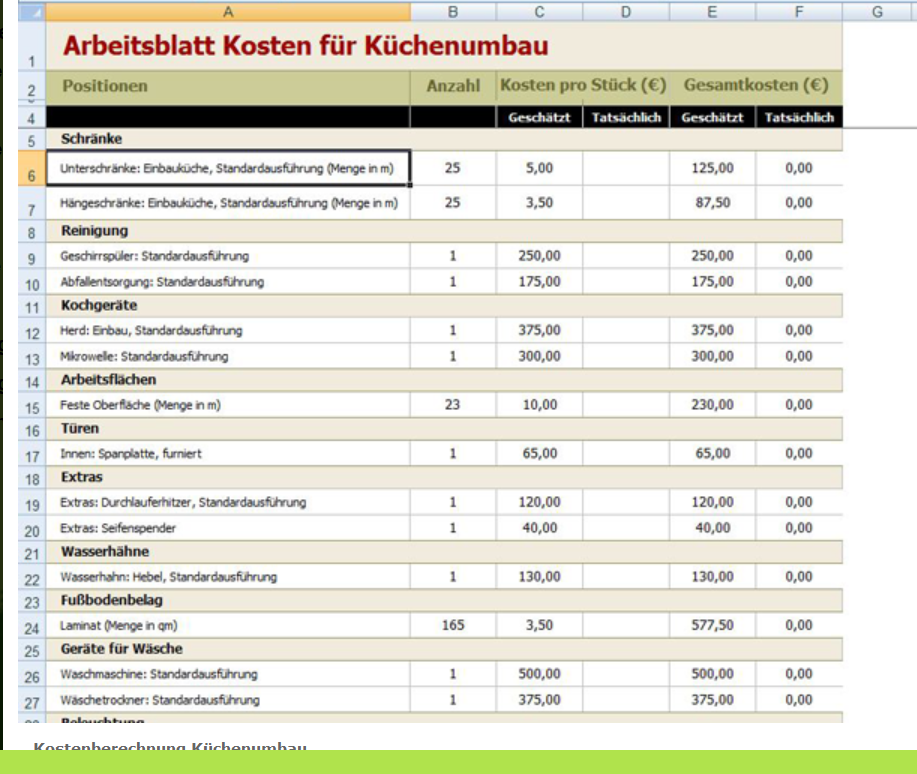 A B C D E F G
1 Arbeitsblatt Kosten für Küchenumbau
2 Positionen Anzahl Kosten pro Stück (€) Gesamtkosten (€)
4 Geschätzt Tatsächlich Geschätzt Tatsächlich
5 Schränke
6 Unterschränke: Einbauküche, Standardausführung (Menge in m) 25 5,00 125,00 0,00
7 Hängeschränke: Einbauküche, Standardausführung (Menge in m) 25 3,50 87,50 0,00
8 Reinigung
9 Geschirrspüler: Standardausführung 1 250,00 250,00 0,00
10 Abfallentsorgung: Standardausführung 1 175,00 175,00 0,00
11 Kochgeräte
12 Herd: Einbau, Standardausführung 1 375,00 375,00 0,00
13 Mikrowelle: Standardausführung 1 300,00 300,00 0,00
14 Arbeitsflächen
15 Feste Oberfläche (Menge in m) 23 10,00 230,00 0,00
16 Türen
17 Innen: Spanplatte, furniert 1 65,00 65,00 0,00
18 Extras
19 Extras: Durchlauferhitzer, Standardausführung 1 120,00 120,00 0,00
20 Extras: Seifenspender 1 40,00 40,00 0,00
21 Wasserhähne
22 Wasserhahn: Hebel, Standardausführung 1 130,00 130,00 0,00
23 Fußbodenbelag
24 Laminat (Menge in qm) 165 3,50 577,50 0,00
25 Geräte für Wäsche
26 Waschmaschine: Standardausführung 1 500,00 500,00 0,00
27 Wäschetrockner: Standardausführung 1 375,00 375,00 0,00
Beleuchtung
Kostenberechnung Küchenumbau